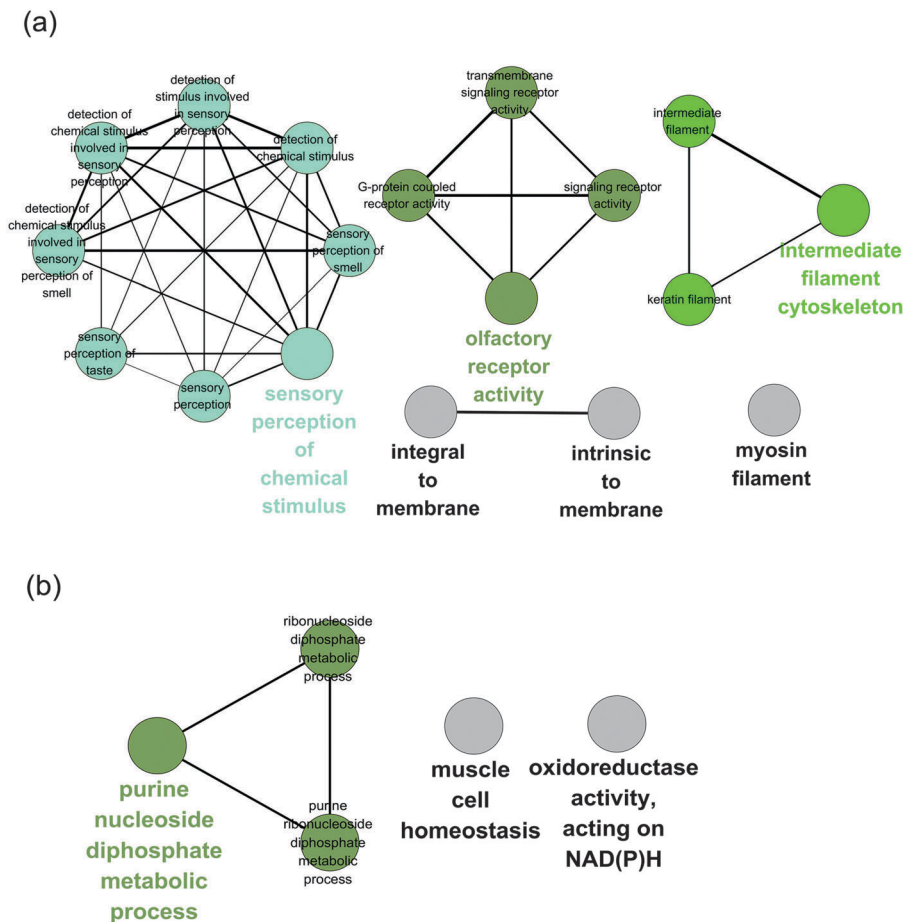 (a)
detection of
stimulus involved
in sensory
perception
detection of
chemical stimulus
involved in
sensory
perception
detection of
chemical stimulus
detection of
chemical stimulus
involved in
sensory
perception of
smell
sensory
perception of
smell
sensory
perception of
taste
sensory
perception
sensory
perception
of
chemical
stimulus
transmembrane
signaling receptor
activity
G-protein coupled
receptor activity
signaling receptor
activity
olfactory
receptor
activity
intermediate
filament
keratin filament
intermediate
filament
cytoskeleton
integral
to
membrane
intrinsic
to
membrane
myosin
filament
(b)
ribonucleoside
diphosphate
metabolic
process
purine
nucleoside
diphosphate
metabolic
process
purine
ribonucleoside
diphosphate
metabolic
process
muscle
cell
homeostasis
oxidoreductase
activity,
acting on
NAD(P)H